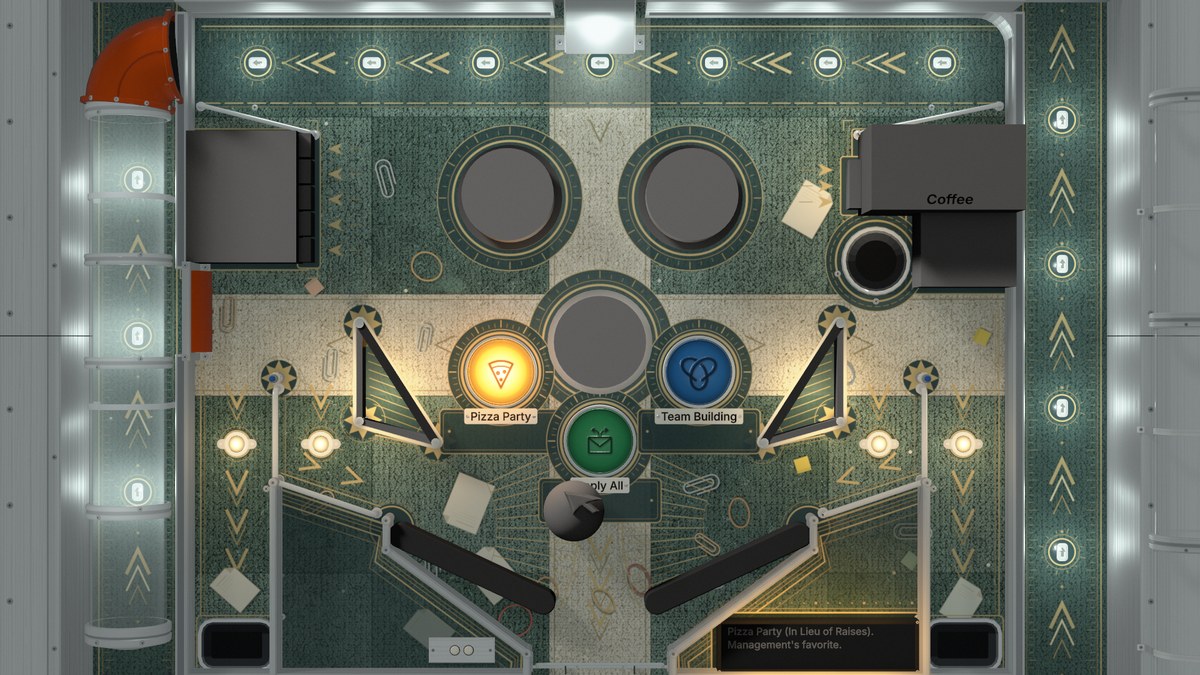 Coffee
Pizza Party
Team Building
ply All
Pizza Party (In Lieu of Raises).
Management's favorite.